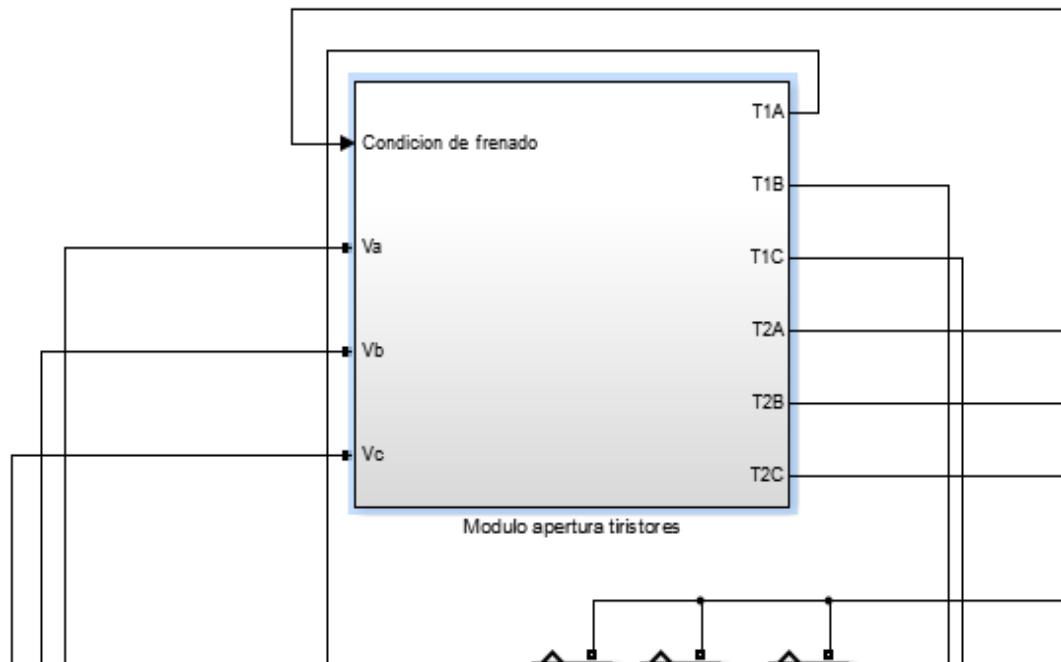 T1A
Condicion de frenado
T1B
Va
T1C
T2A
Vb
T2B
Vc
T2C
Modulo apertura tiristores